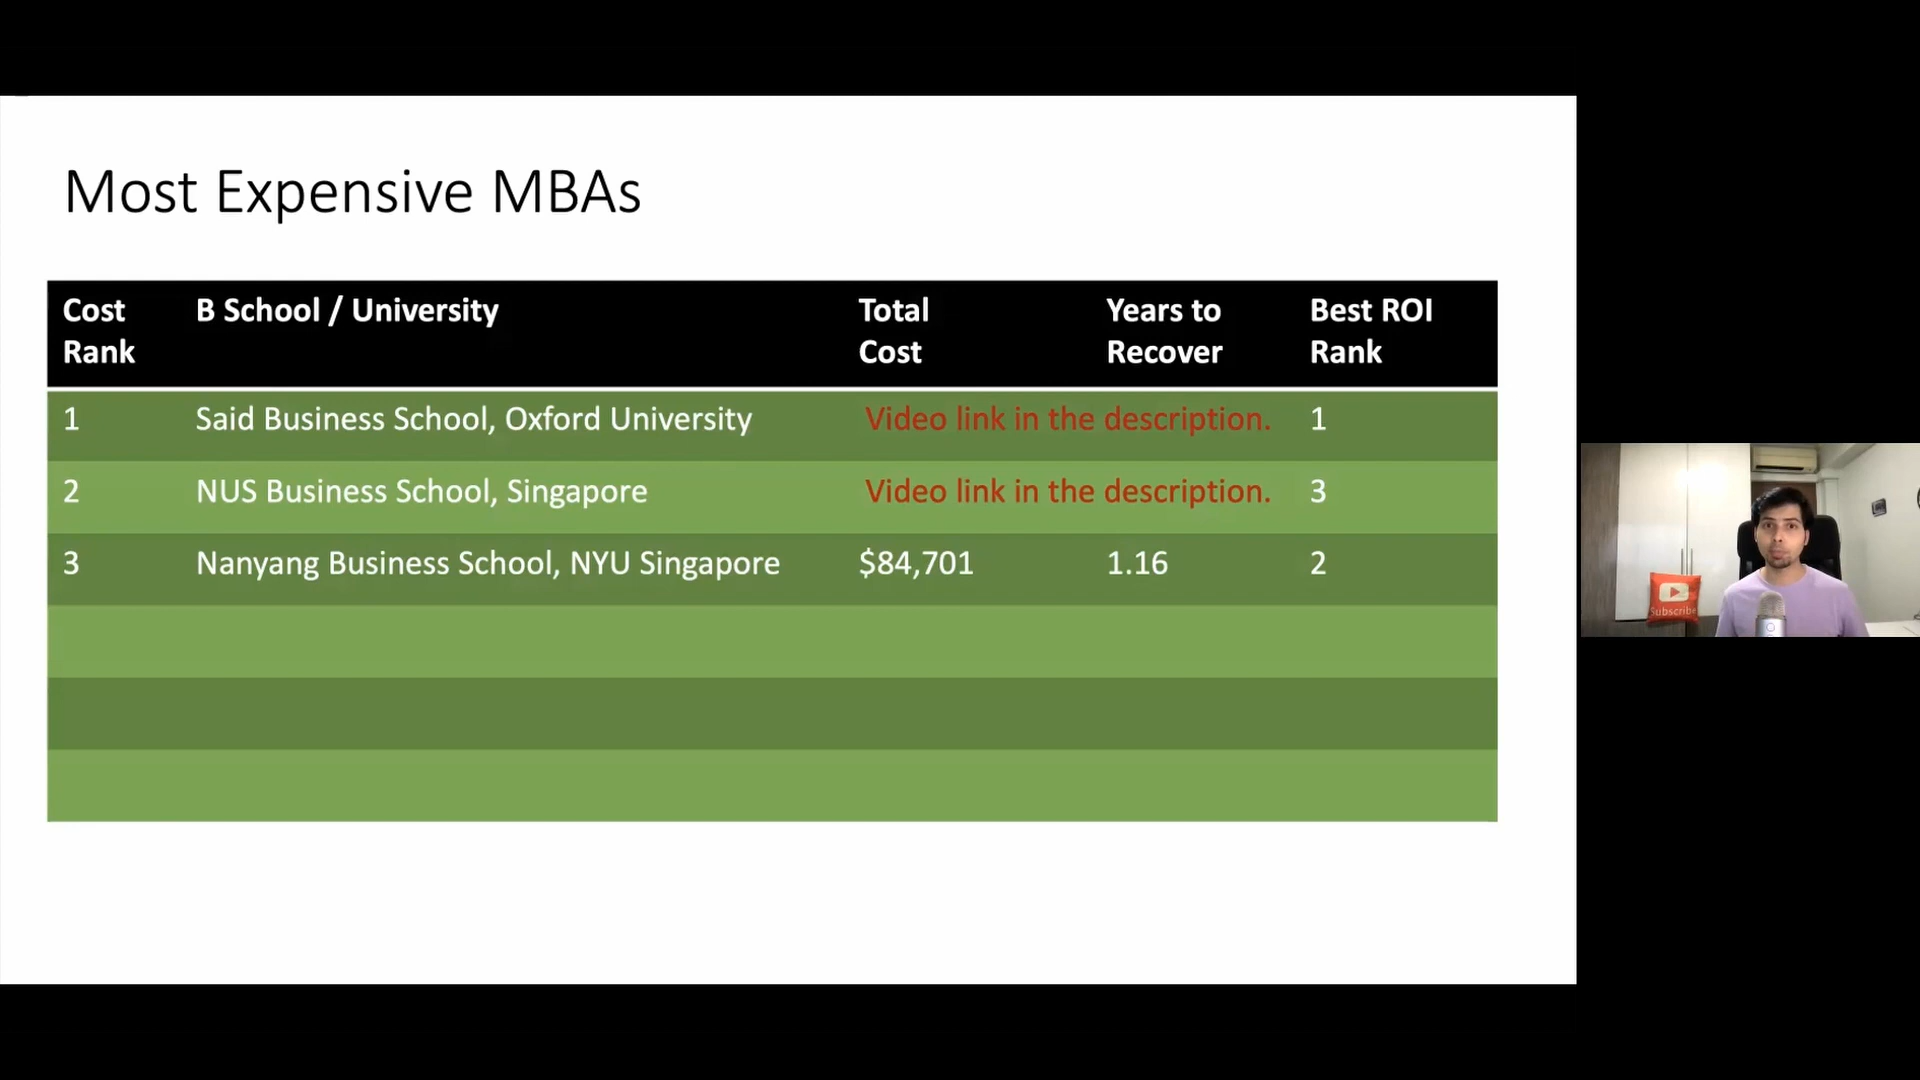 Most Expensive MBAs
Cost Rank B School / University Total Cost Years to Recover Best ROI Rank
1 Said Business School, Oxford University Video link in the description. 1
2 NUS Business School, Singapore Video link in the description. 3
3 Nanyang Business School, NYU Singapore $84,701 1.16 2
Subscribe